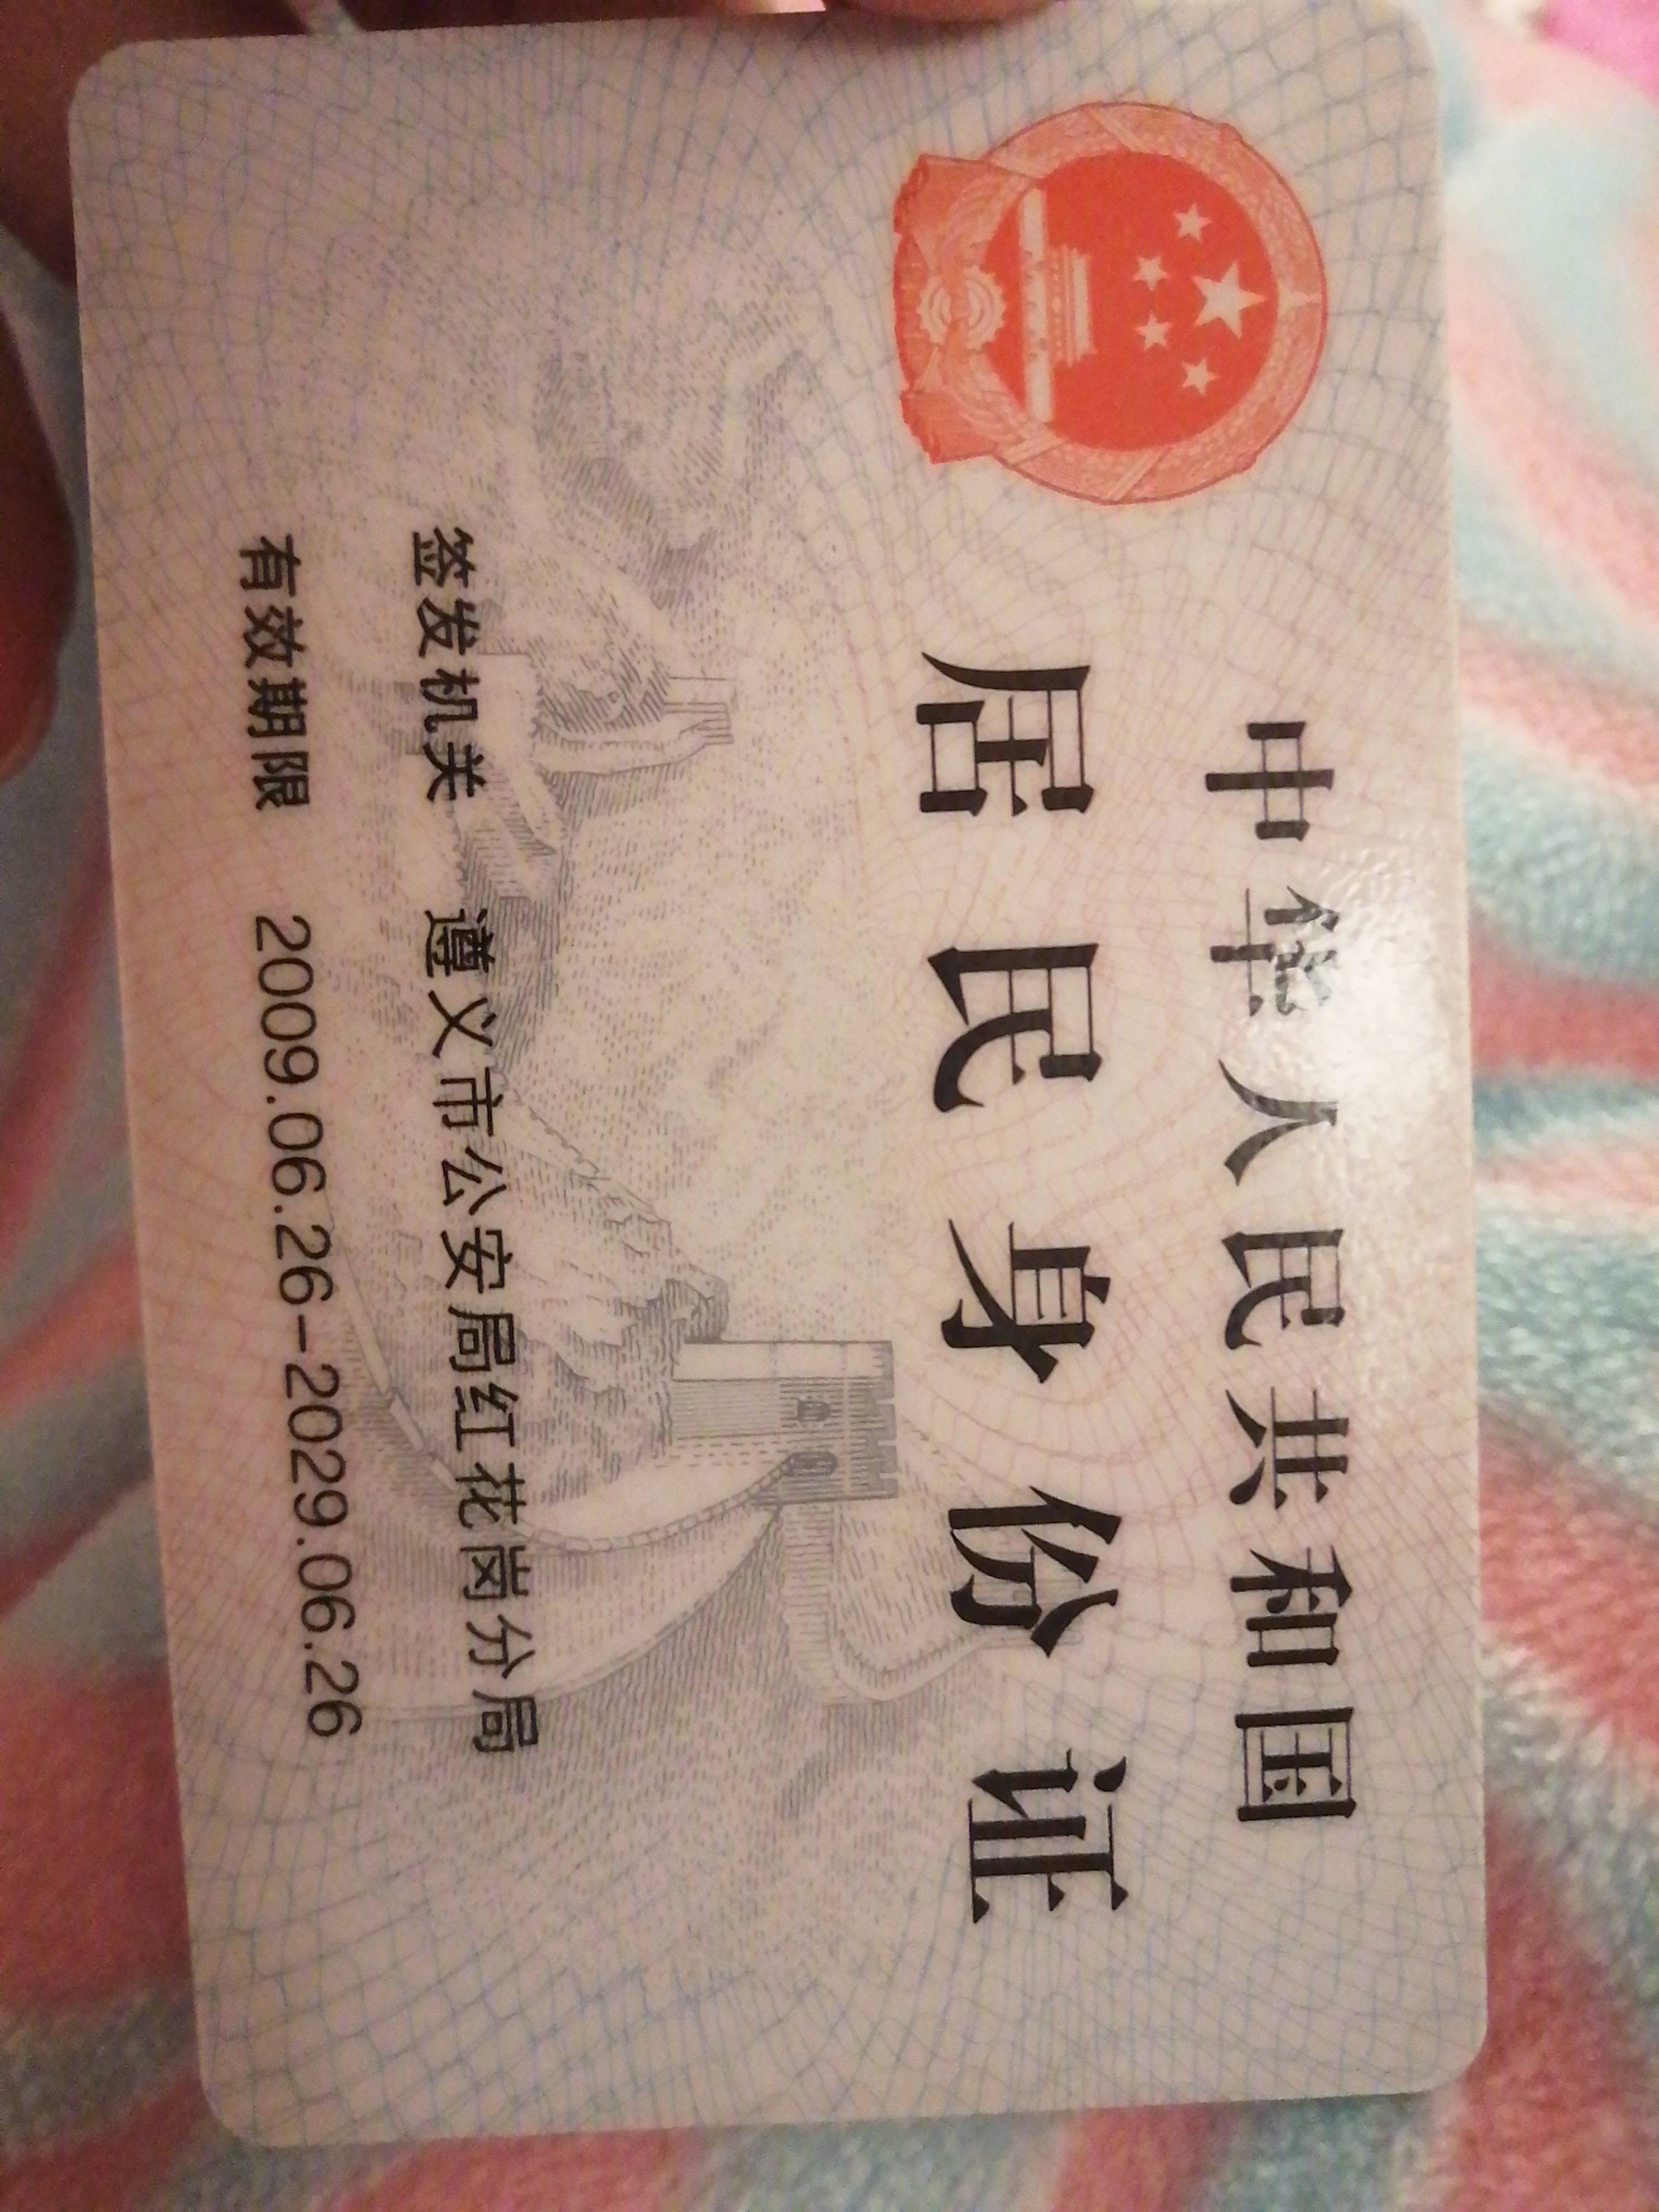 中华人民共和国
居民身份证
签发机关 遵义市公安局红花岗分局
有效期限 2009.06.26-2029.06.26